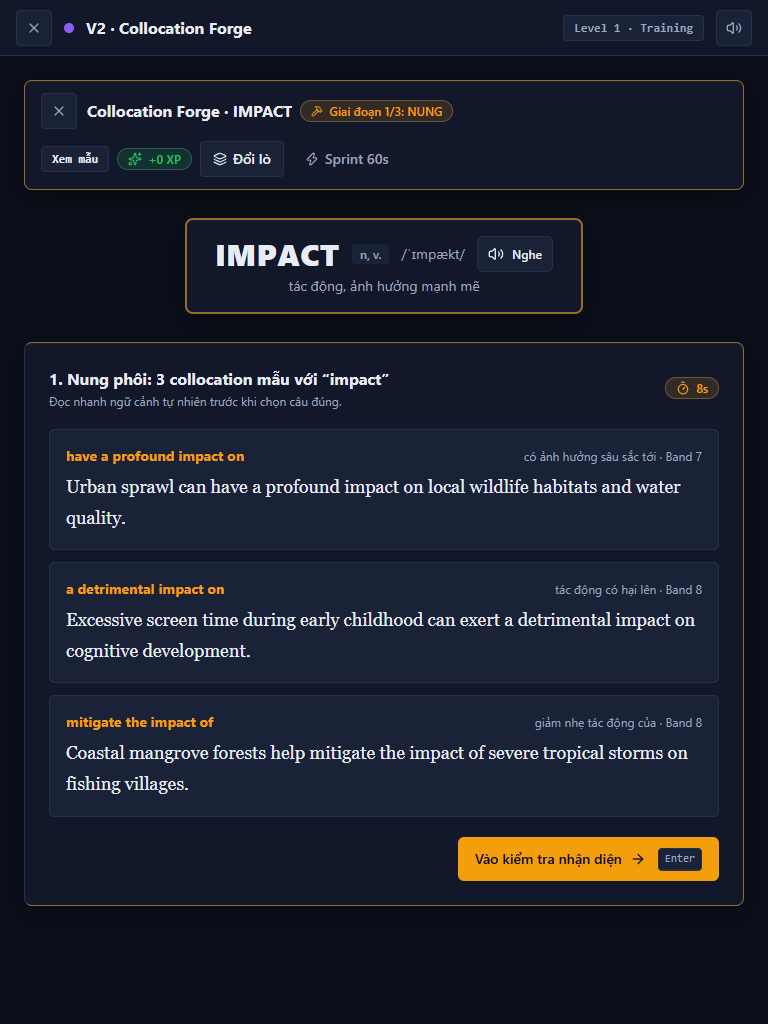 V2 · Collocation Forge
Level 1 · Training
Collocation Forge · IMPACT
Giai đoạn 1/3: NUNG
Xem mẫu
+0 XP
Đổi lò
Sprint 60s
IMPACT
n, v.
/ˈɪmpækt/
Nghe
tác động, ảnh hưởng mạnh mẽ
1. Nung phôi: 3 collocation mẫu với “impact”
8s
Đọc nhanh ngữ cảnh tự nhiên trước khi chọn câu đúng.
have a profound impact on
có ảnh hưởng sâu sắc tới · Band 7
Urban sprawl can have a profound impact on local wildlife habitats and water
quality.
a detrimental impact on
tác động có hại lên · Band 8
Excessive screen time during early childhood can exert a detrimental impact on
cognitive development.
mitigate the impact of
giảm nhẹ tác động của · Band 8
Coastal mangrove forests help mitigate the impact of severe tropical storms on
fishing villages.
Vào kiểm tra nhận diện → Enter